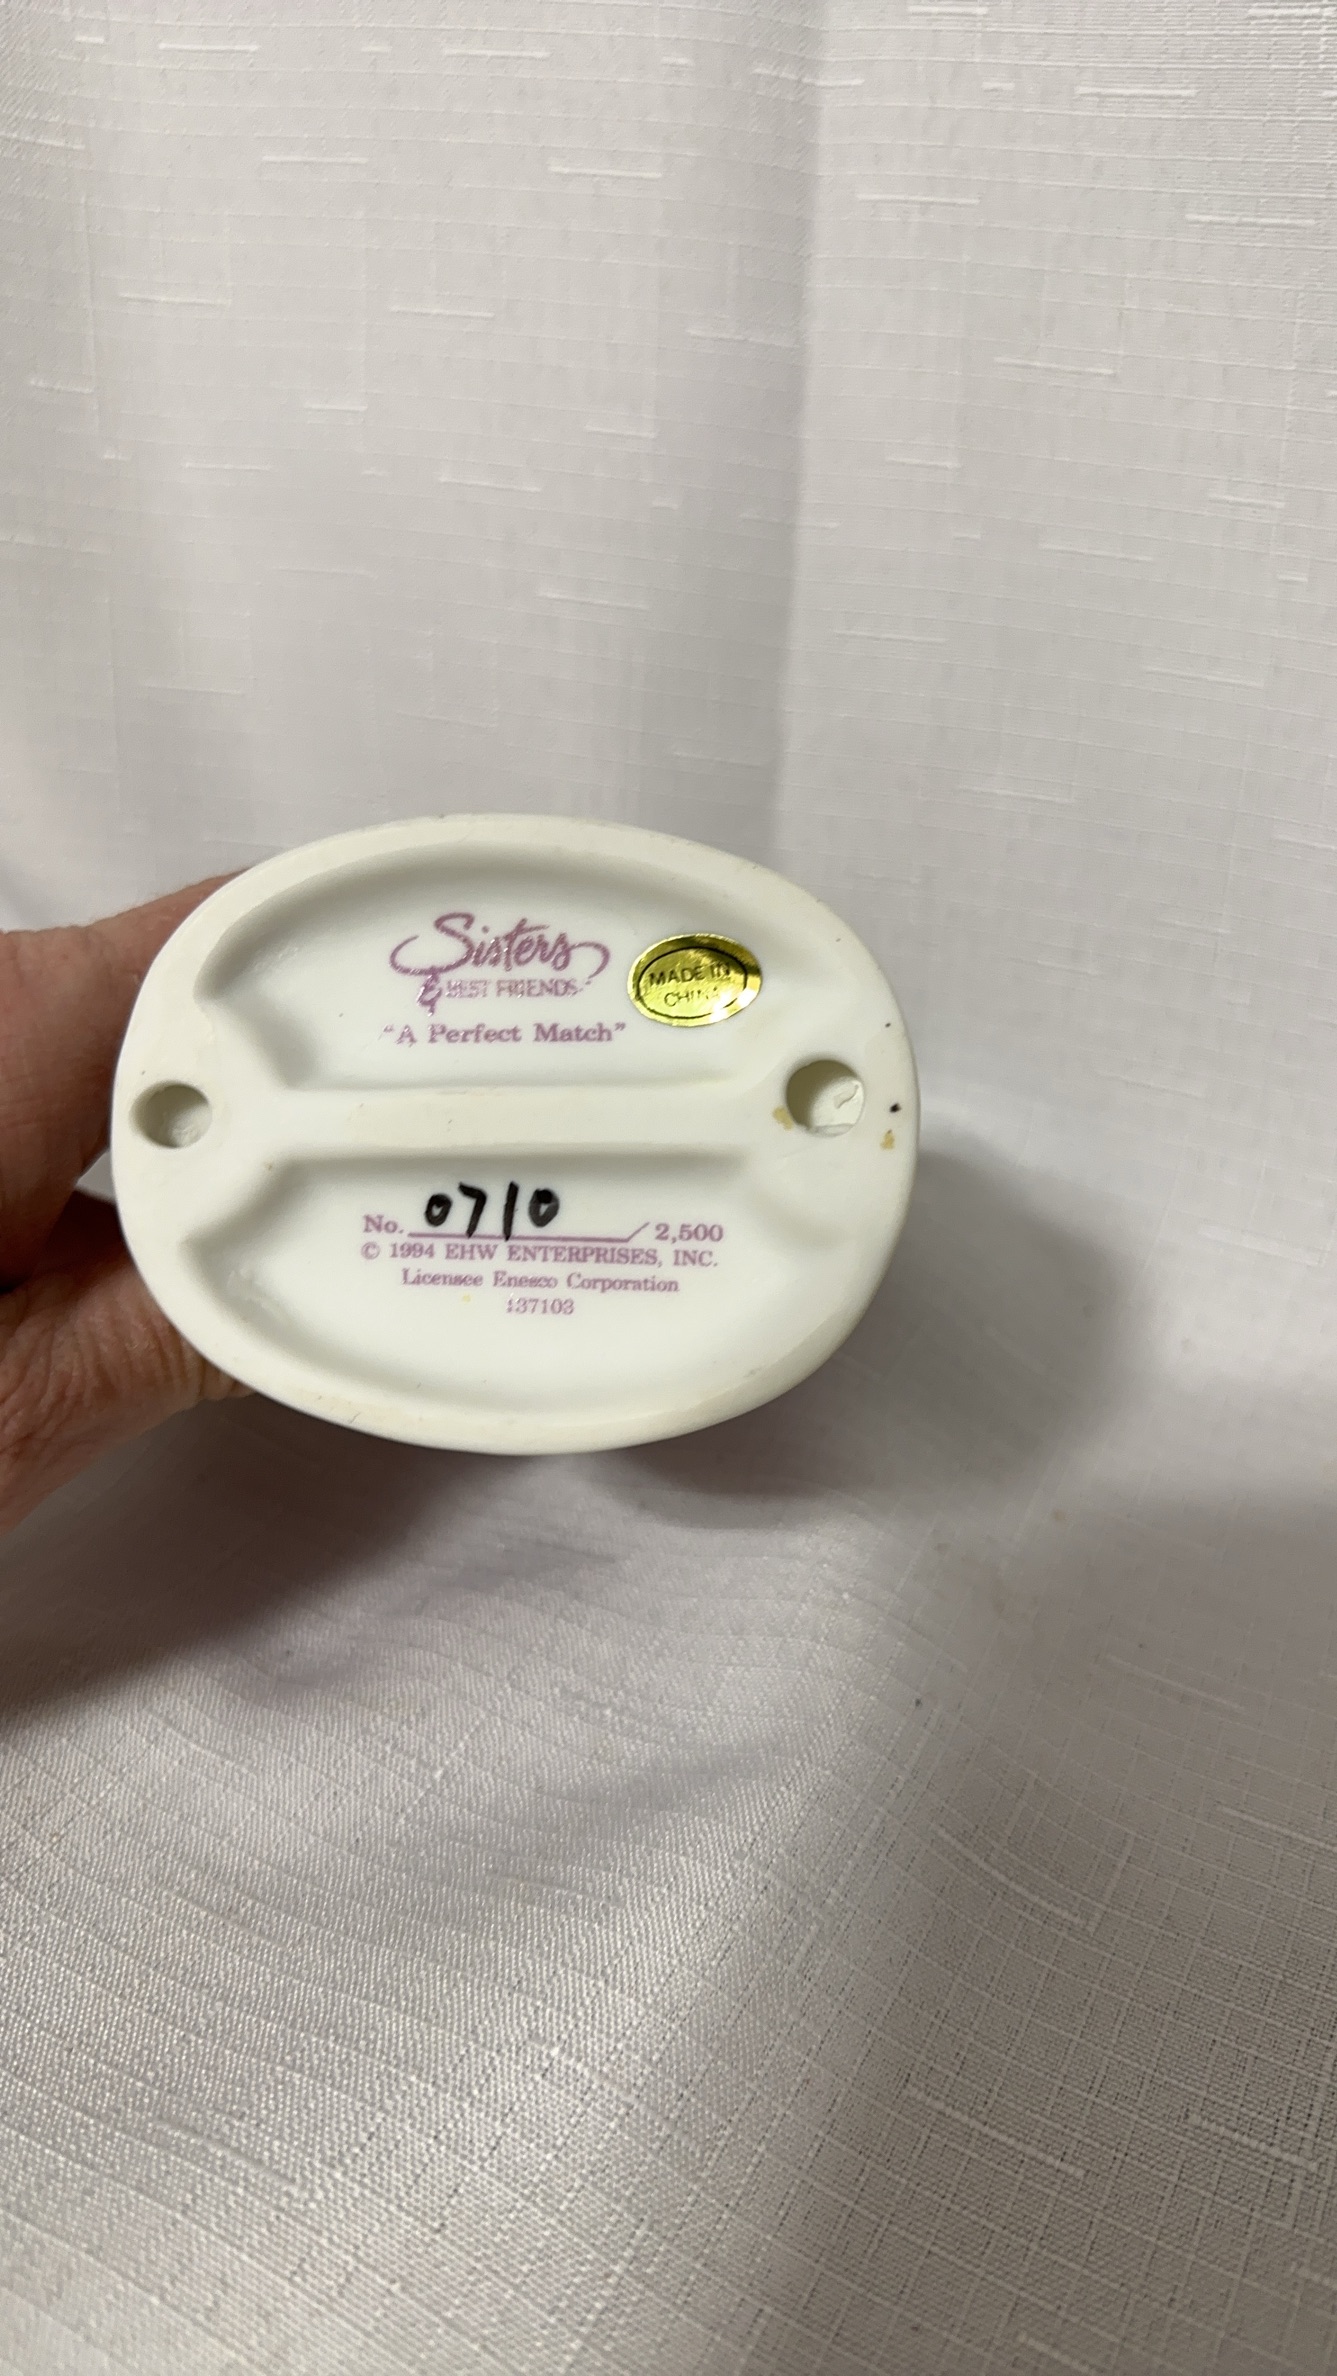 Sisters
& BEST FRIENDS
"A Perfect Match"
MADE IN
CHINA
No. 0710 / 2,500
© 1994 EHW ENTERPRISES, INC.
Licensee Enesco Corporation
137103